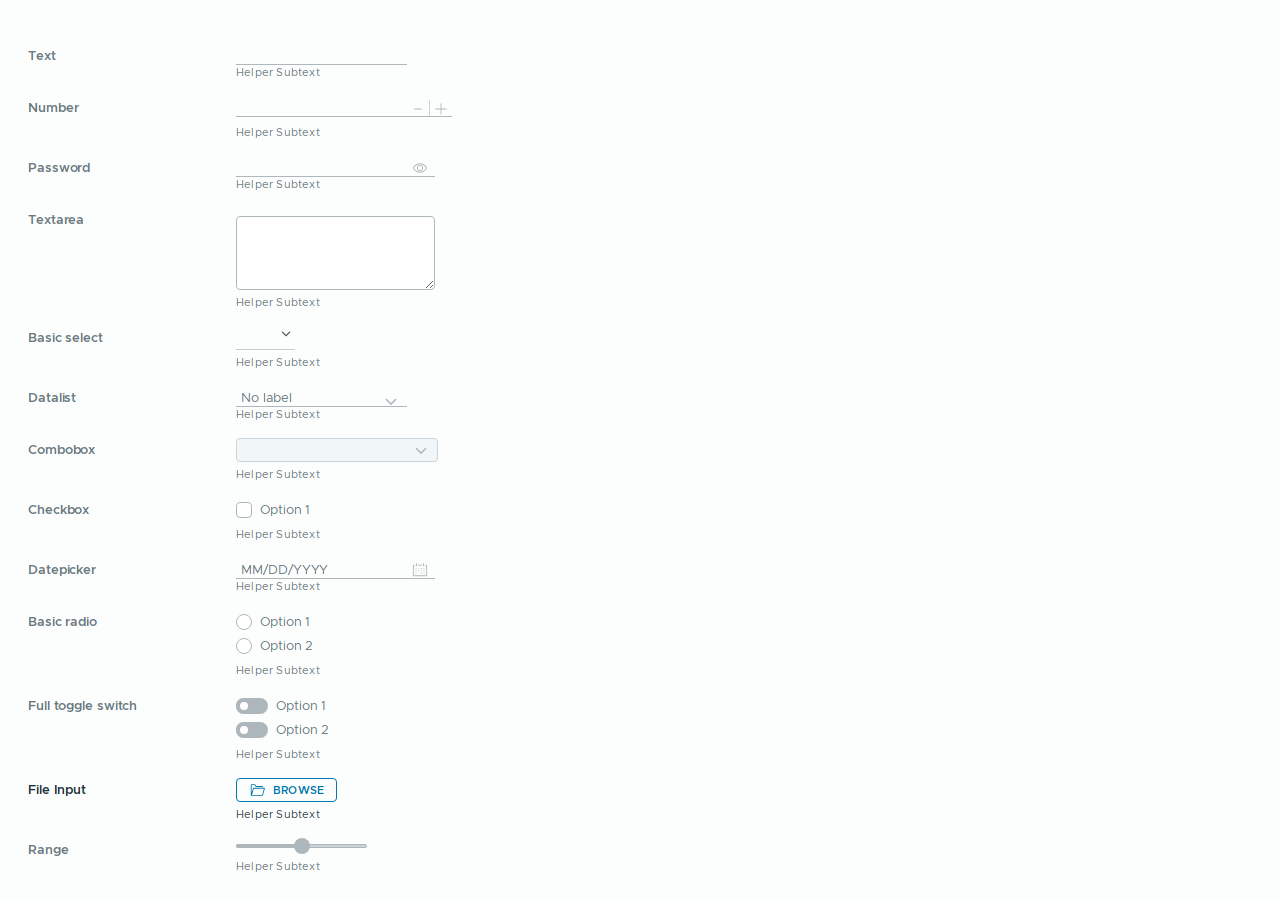 Text
Helper Subtext
Number
Helper Subtext
Password
Helper Subtext
Textarea
Helper Subtext
Basic select
Helper Subtext
Datalist No label
Helper Subtext
Combobox
Helper Subtext
Checkbox Option 1
Helper Subtext
Datepicker MM/DD/YYYY
Helper Subtext
Basic radio Option 1
Option 2
Helper Subtext
Full toggle switch Option 1
Option 2
Helper Subtext
File Input BROWSE
Helper Subtext
Range
Helper Subtext